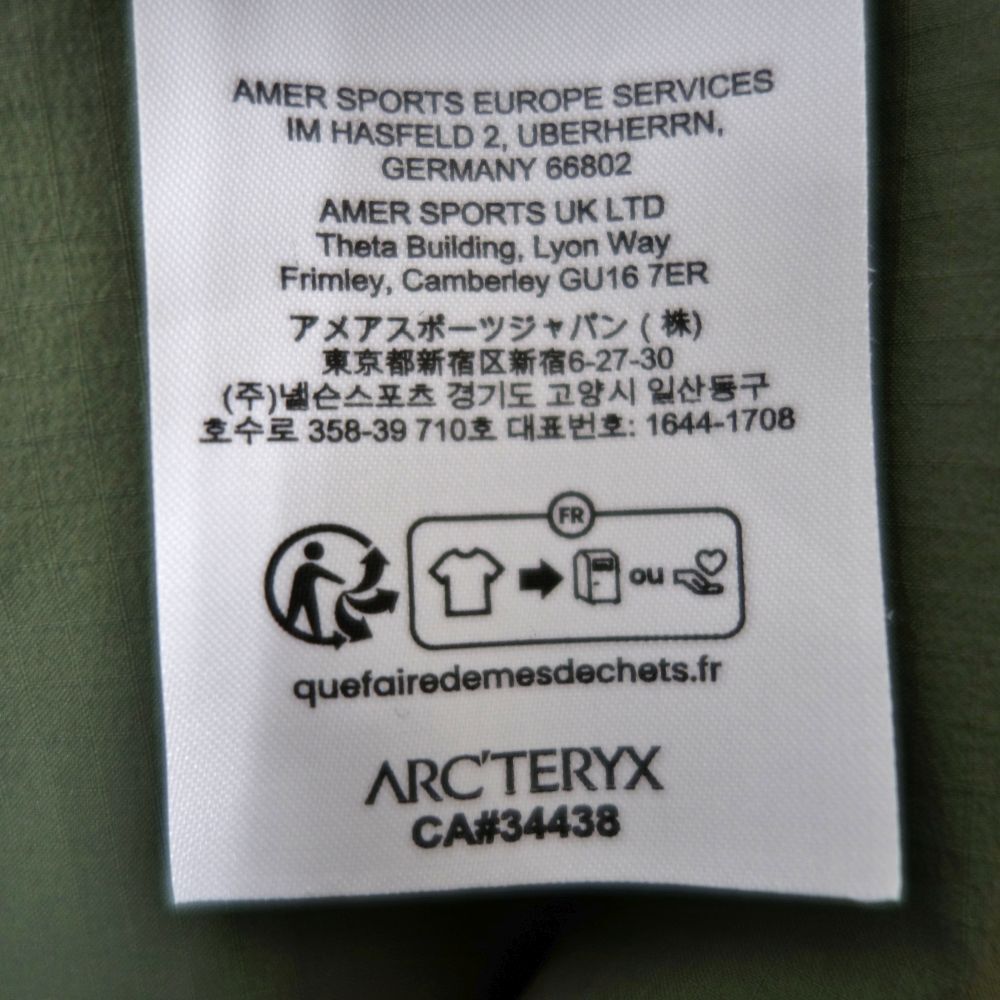 AMER SPORTS EUROPE SERVICES
IM HASFELD 2, UBERHERRN,
GERMANY 66802
AMER SPORTS UK LTD
Theta Building, Lyon Way
Frimley, Camberley GU16 7ER
アメアスポーツジャパン ( 株)
東京都新宿区新宿6-27-30
(주)넬슨스포츠 경기도 고양시 일산동구
호수로 358-39 710호 대표번호: 1644-1708
FR
ou
quefairedemesdechets.fr
ARC'TERYX
CA#34438